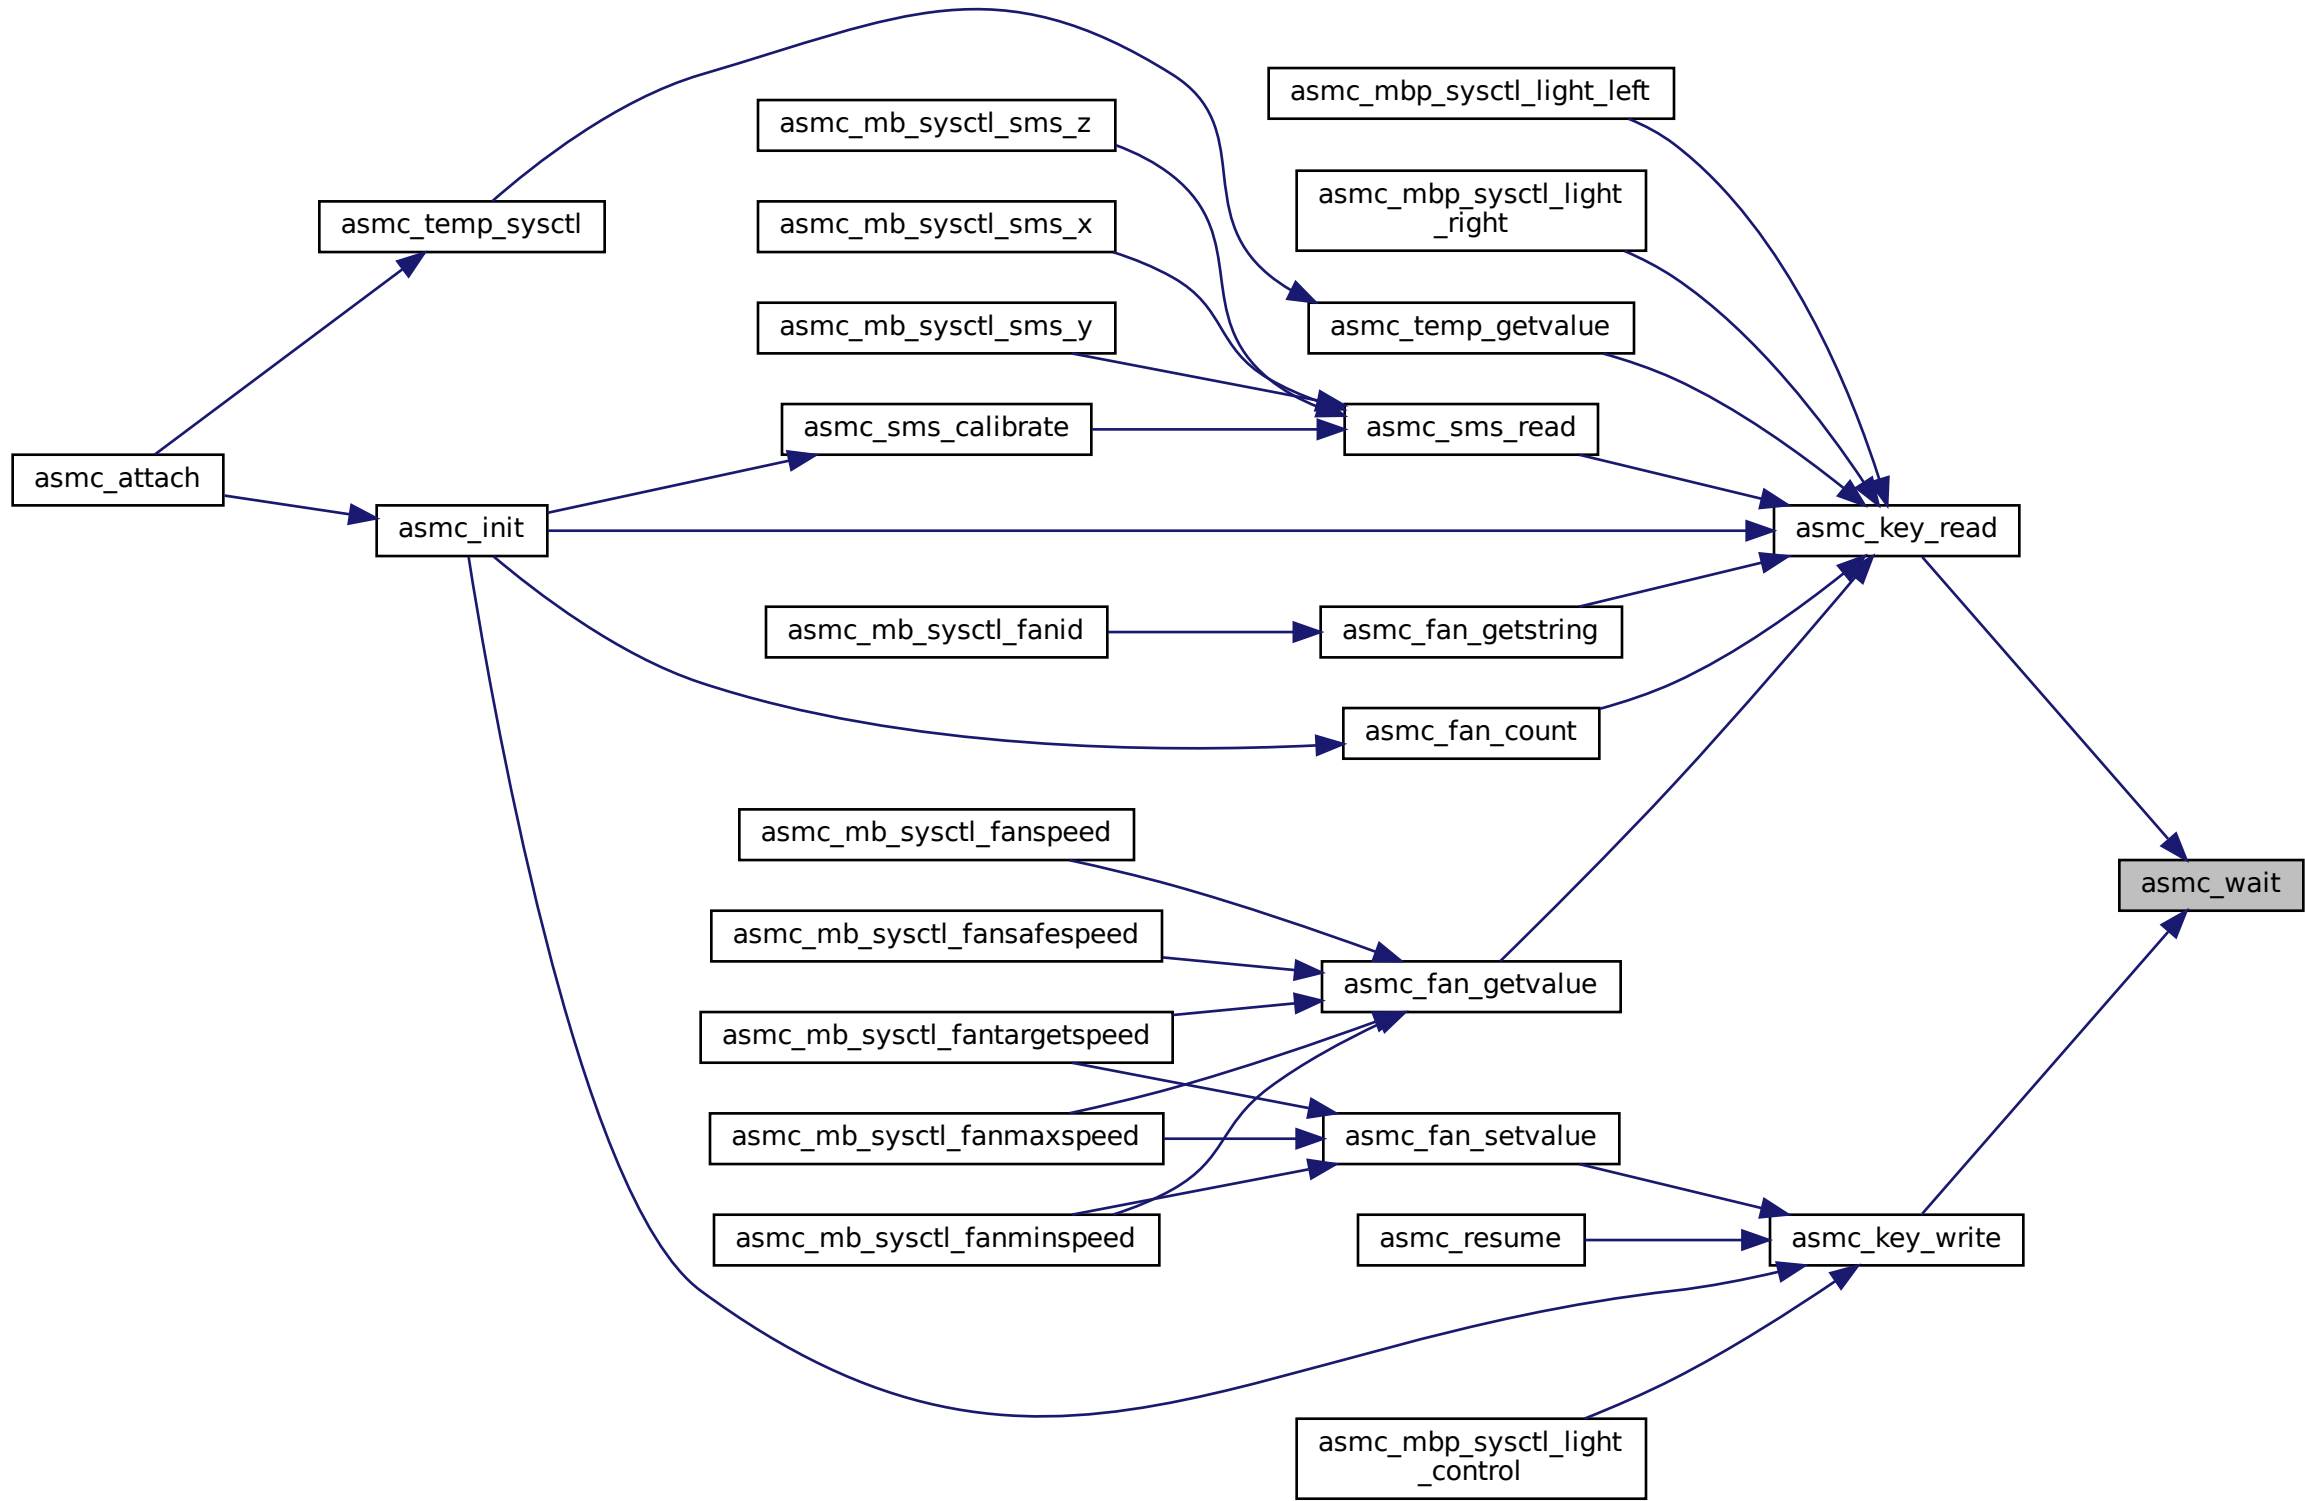 asmc_mbp_sysctl_light_left
asmc_mb_sysctl_sms_z
asmc_mbp_sysctl_light
_right
asmc_temp_sysctl
asmc_mb_sysctl_sms_x
asmc_mb_sysctl_sms_y
asmc_temp_getvalue
asmc_sms_calibrate
asmc_sms_read
asmc_attach
asmc_init
asmc_key_read
asmc_mb_sysctl_fanid
asmc_fan_getstring
asmc_fan_count
asmc_mb_sysctl_fanspeed
asmc_wait
asmc_mb_sysctl_fansafespeed
asmc_fan_getvalue
asmc_mb_sysctl_fantargetspeed
asmc_mb_sysctl_fanmaxspeed
asmc_fan_setvalue
asmc_mb_sysctl_fanminspeed
asmc_resume
asmc_key_write
asmc_mbp_sysctl_light
_control